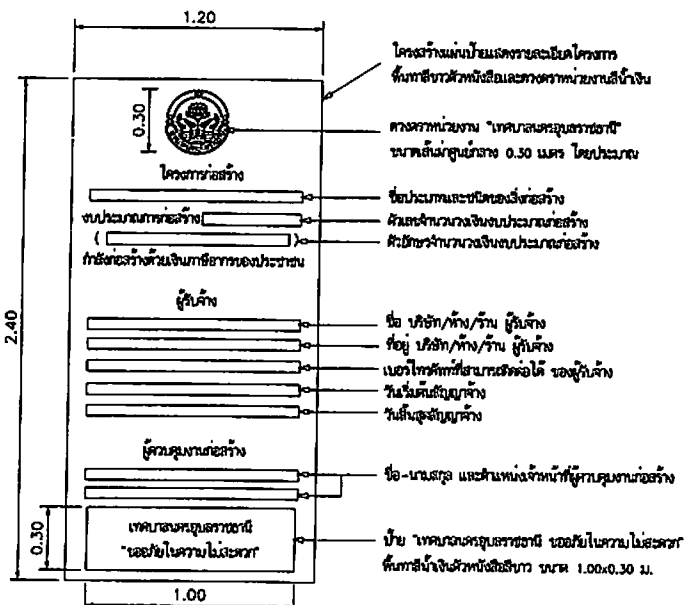 1.20
โครงสร้างแผ่นป้ายแสดงรายละเอียดโครงการ
พื้นทาสีขาวตัวหนังสือและดวงตราหน่วยงานสีน้ำเงิน
0.30
ดวงตราหน่วยงาน "เทศบาลนครอุบลราชธานี"
ขนาดเส้นผ่าศูนย์กลาง 0.30 เมตร โดยประมาณ
โครงการก่อสร้าง
ชื่อประเภทและชนิดของสิ่งก่อสร้าง
งบประมาณการก่อสร้าง
ตัวเลขจำนวนวงเงินงบประมาณก่อสร้าง
( )
ตัวอักษรจำนวนวงเงินงบประมาณก่อสร้าง
กำลังก่อสร้างด้วยเงินภาษีอากรของประชาชน
2.40
ผู้รับจ้าง
ชื่อ บริษัท/ห้าง/ร้าน ผู้รับจ้าง
ที่อยู่ บริษัท/ห้าง/ร้าน ผู้รับจ้าง
เบอร์โทรศัพท์ที่สามารถติดต่อได้ ของผู้รับจ้าง
วันเริ่มต้นสัญญาจ้าง
วันสิ้นสุดสัญญาจ้าง
ผู้ควบคุมงานก่อสร้าง
ชื่อ-นามสกุล และตำแหน่งเจ้าหน้าที่ผู้ควบคุมงานก่อสร้าง
0.30
เทศบาลนครอุบลราชธานี
"ขออภัยในความไม่สะดวก"
ป้าย "เทศบาลนครอุบลราชธานี ขออภัยในความไม่สะดวก"
พื้นทาสีน้ำเงินตัวหนังสือสีขาว ขนาด 1.00x0.30 ม.
1.00